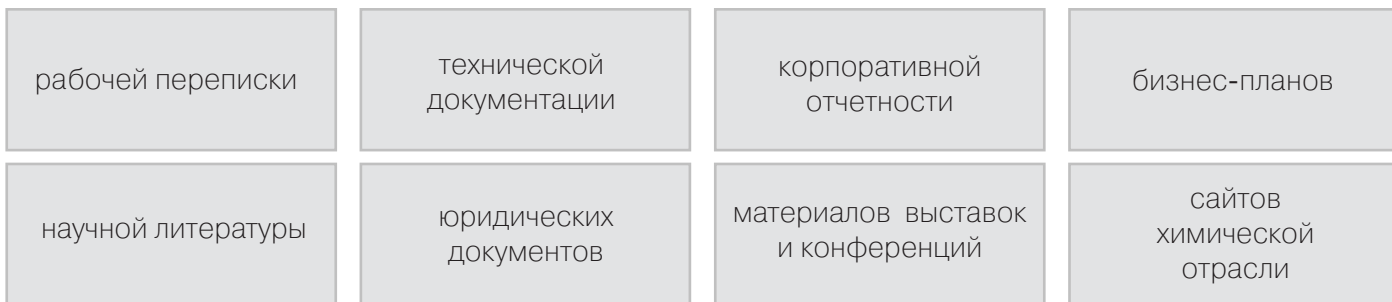 рабочей переписки
технической
документации
корпоративной
отчетности
бизнес-планов
научной литературы
юридических
документов
материалов выставок
и конференций
сайтов
химической
отрасли